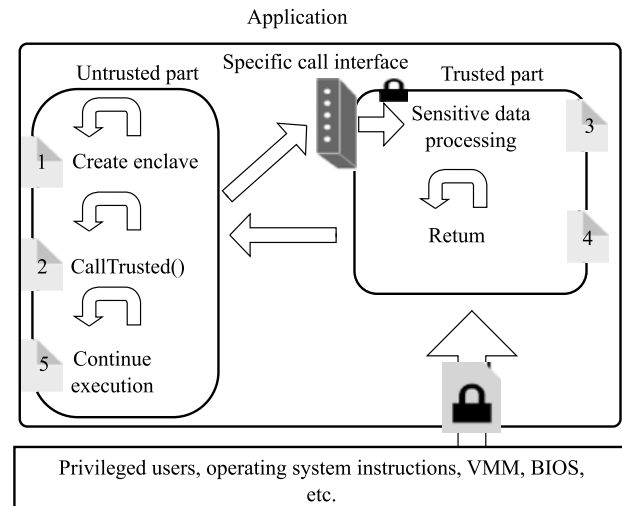 Application
Untrusted part
Specific call interface
Trusted part
1
Create enclave
2
CallTrusted()
5
Continue
execution
Sensitive data
processing
3
Retum
4
Privileged users, operating system instructions, VMM, BIOS,
etc.